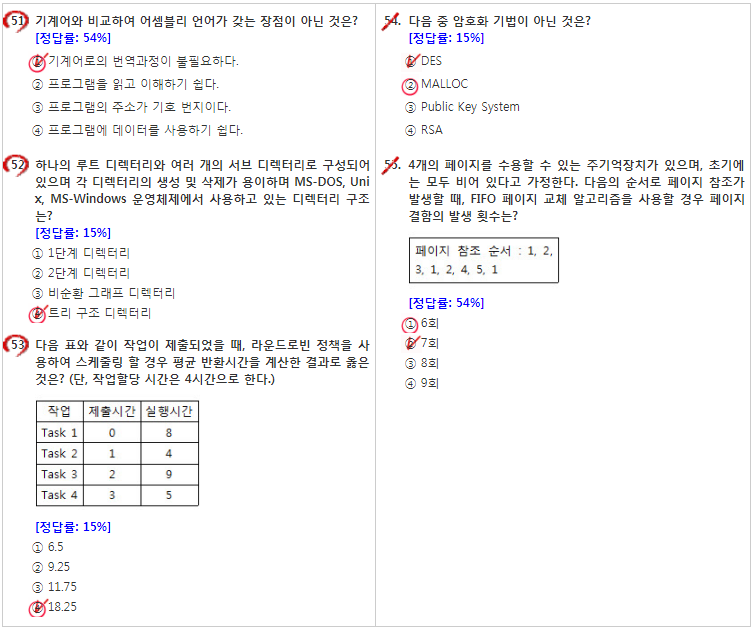 51. 기계어와 비교하여 어셈블리 언어가 갖는 장점이 아닌 것은?
[정답률: 54%]
① 기계어로의 번역과정이 불필요하다.
② 프로그램을 읽고 이해하기 쉽다.
③ 프로그램의 주소가 기호 번지이다.
④ 프로그램에 데이터를 사용하기 쉽다.
52. 하나의 루트 디렉터리와 여러 개의 서브 디렉터리로 구성되어
있으며 각 디렉터리의 생성 및 삭제가 용이하며 MS-DOS, Uni
x, MS-Windows 운영체제에서 사용하고 있는 디렉터리 구조
는?
[정답률: 15%]
① 1단계 디렉터리
② 2단계 디렉터리
③ 비순환 그래프 디렉터리
④ 트리 구조 디렉터리
53. 다음 표와 같이 작업이 제출되었을 때, 라운드로빈 정책을 사
용하여 스케줄링 할 경우 평균 반환시간을 계산한 결과로 옳은
것은? (단, 작업할당 시간은 4시간으로 한다.)
작업 제출시간 실행시간
Task 1 0 8
Task 2 1 4
Task 3 2 9
Task 4 3 5
[정답률: 15%]
① 6.5
② 9.25
③ 11.75
④ 18.25
54. 다음 중 암호화 기법이 아닌 것은?
[정답률: 15%]
① DES
② MALLOC
③ Public Key System
④ RSA
55. 4개의 페이지를 수용할 수 있는 주기억장치가 있으며, 초기에
는 모두 비어 있다고 가정한다. 다음의 순서로 페이지 참조가
발생할 때, FIFO 페이지 교체 알고리즘을 사용할 경우 페이지
결함의 발생 횟수는?
페이지 참조 순서 : 1, 2,
3, 1, 2, 4, 5, 1
[정답률: 54%]
① 6회
② 7회
③ 8회
④ 9회